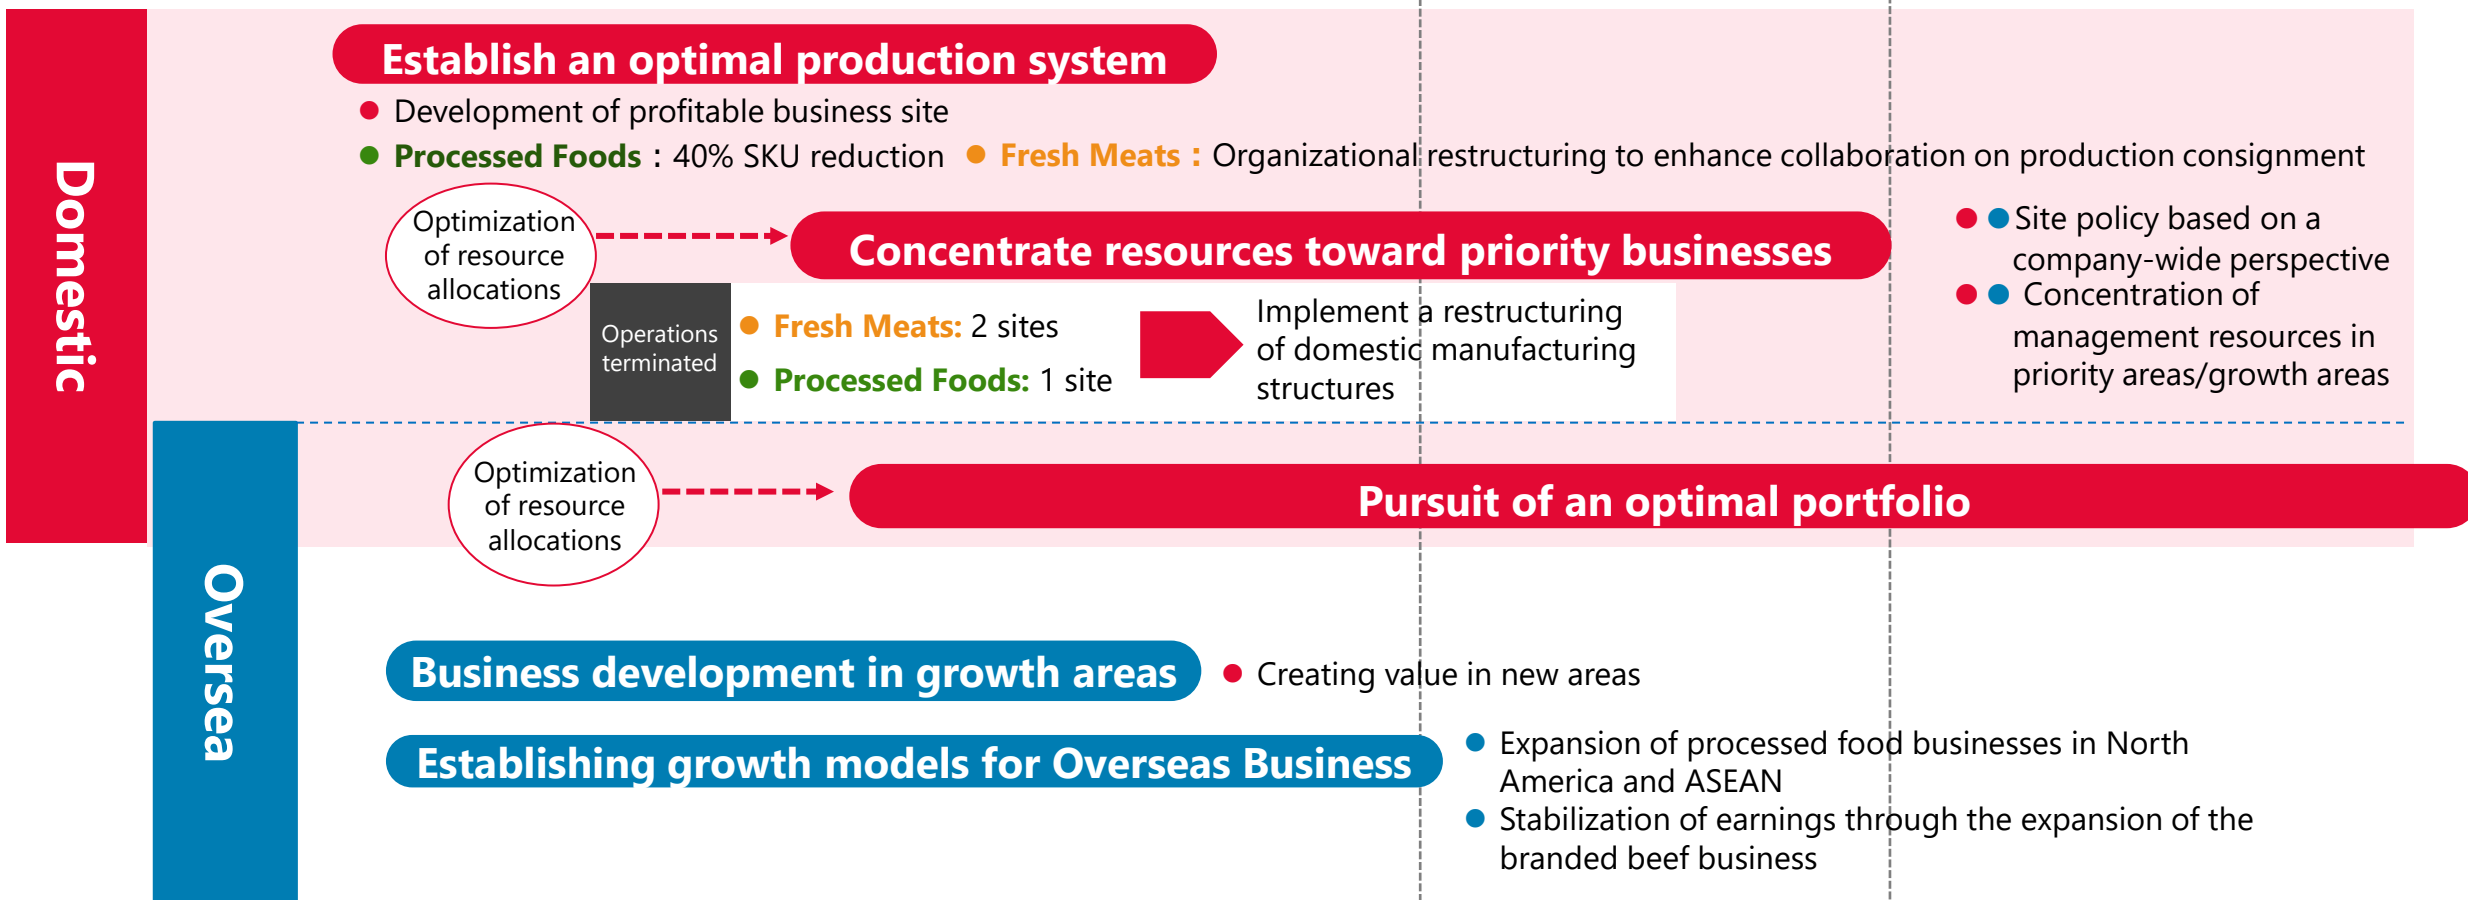 Domestic
Establish an optimal production system
● Development of profitable business site
● Processed Foods：40% SKU reduction ● Fresh Meats：Organizational restructuring to enhance collaboration on production consignment
Optimization
of resource
allocations
Concentrate resources toward priority businesses
● ● Site policy based on a
company-wide perspective
● ● Concentration of
management resources in
priority areas/growth areas
Operations
terminated
● Fresh Meats: 2 sites
● Processed Foods: 1 site
Implement a restructuring
of domestic manufacturing
structures
Oversea
Optimization
of resource
allocations
Pursuit of an optimal portfolio
Business development in growth areas
● Creating value in new areas
Establishing growth models for Overseas Business
● Expansion of processed food businesses in North
America and ASEAN
● Stabilization of earnings through the expansion of the
branded beef business